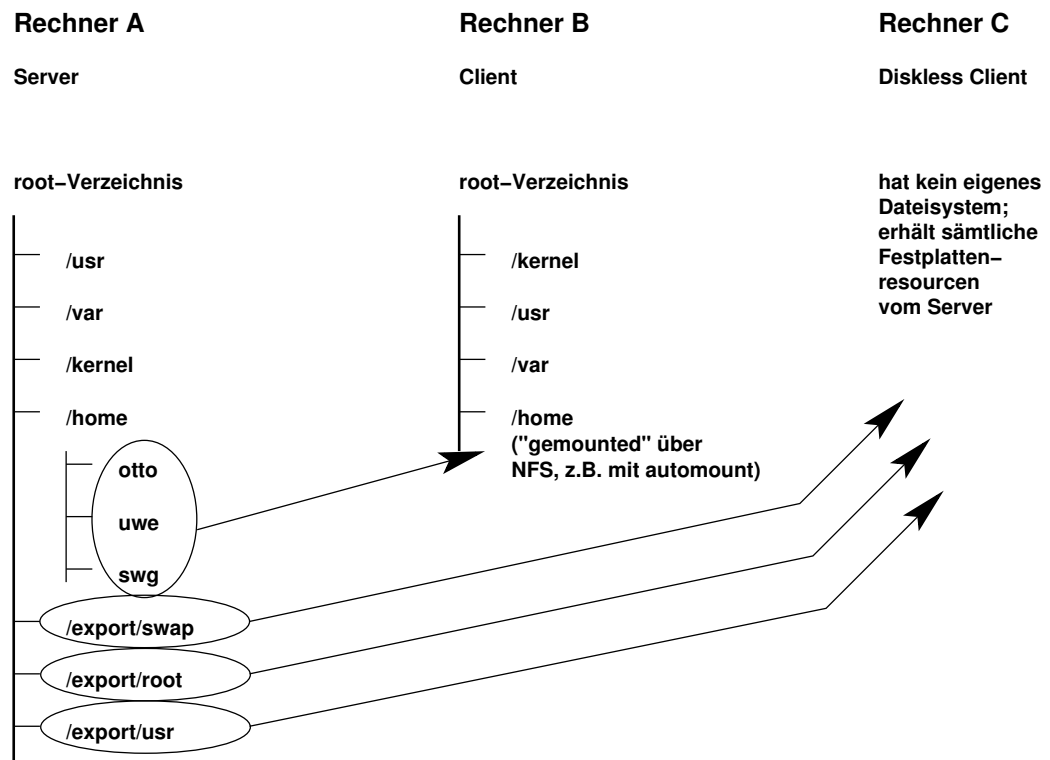 Rechner A
Server
root−Verzeichnis
/usr
/var
/kernel
/home
otto
uwe
swg
/export/swap
/export/root
/export/usr
Rechner B
Client
root−Verzeichnis
/kernel
/usr
/var
/home
("gemounted" über
NFS, z.B. mit automount)
Rechner C
Diskless Client
hat kein eigenes
Dateisystem;
erhält sämtliche
Festplatten−
resourcen
vom Server